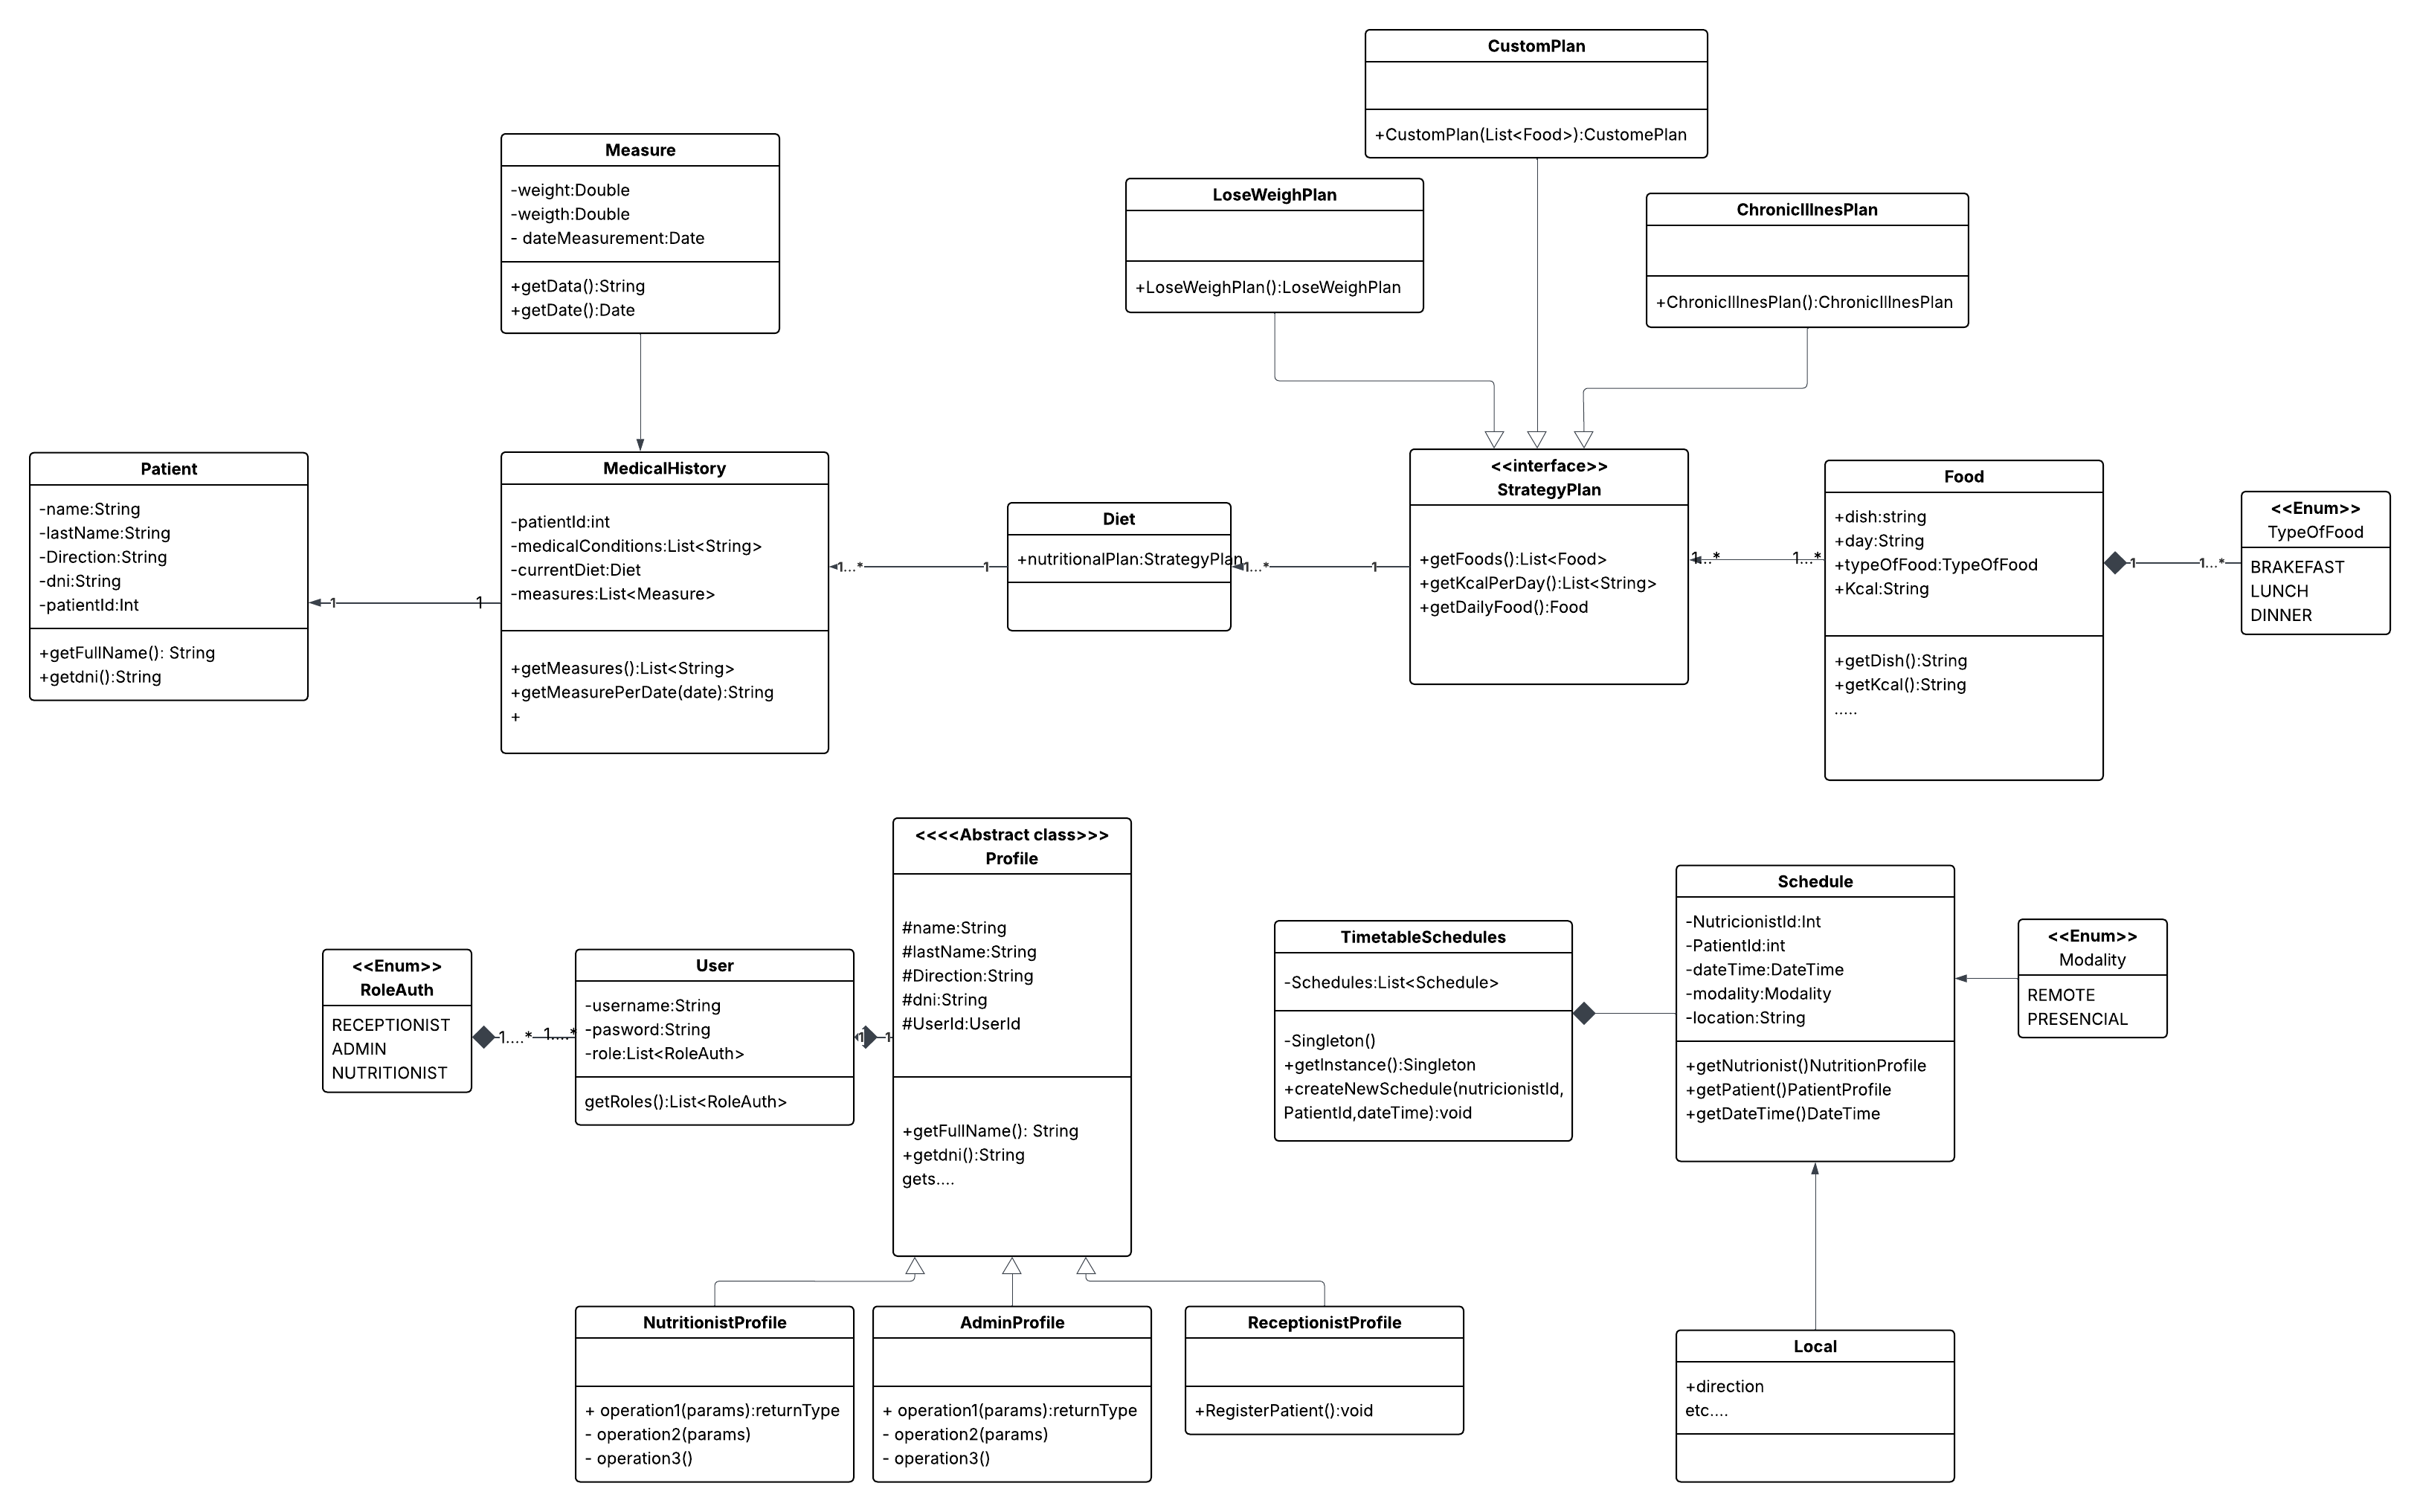 CustomPlan
+CustomPlan(List<Food>):CustomePlan
Measure
-weight:Double
-weigth:Double
- dateMeasurement:Date
+getData():String
+getDate():Date
LoseWeighPlan
+LoseWeighPlan():LoseWeighPlan
ChronicIllnesPlan
+ChronicIllnesPlan():ChronicIllnesPlan
Patient
-name:String
-lastName:String
-Direction:String
-dni:String
-patientId:Int
+getFullName(): String
+getdni():String
1
1
MedicalHistory
-patientId:int
-medicalConditions:List<String>
-currentDiet:Diet
-measures:List<Measure>
+getMeasures():List<String>
+getMeasurePerDate(date):String
+
1...*
1
Diet
+nutritionalPlan:StrategyPlan
1...*
1
<<interface>>
StrategyPlan
+getFoods():List<Food>
+getKcalPerDay():List<String>
+getDailyFood():Food
1...*
1...*
Food
+dish:string
+day:String
+typeOfFood:TypeOfFood
+Kcal:String
+getDish():String
+getKcal():String
.....
1
1...*
<<Enum>>
TypeOfFood
BRAKEFAST
LUNCH
DINNER
<<Enum>>
RoleAuth
RECEPTIONIST
ADMIN
NUTRITIONIST
1....*
1....*
User
-username:String
-pasword:String
-role:List<RoleAuth>
getRoles():List<RoleAuth>
1
1
<<<<Abstract class>>>
Profile
#name:String
#lastName:String
#Direction:String
#dni:String
#UserId:UserId
+getFullName(): String
+getdni():String
gets....
TimetableSchedules
-Schedules:List<Schedule>
-Singleton()
+getInstance():Singleton
+createNewSchedule(nutricionistId,
PatientId,dateTime):void
Schedule
-NutricionistId:Int
-PatientId:int
-dateTime:DateTime
-modality:Modality
-location:String
+getNutrionist()NutritionProfile
+getPatient()PatientProfile
+getDateTime()DateTime
<<Enum>>
Modality
REMOTE
PRESENCIAL
NutritionistProfile
+ operation1(params):returnType
- operation2(params)
- operation3()
AdminProfile
+ operation1(params):returnType
- operation2(params)
- operation3()
ReceptionistProfile
+RegisterPatient():void
Local
+direction
etc....